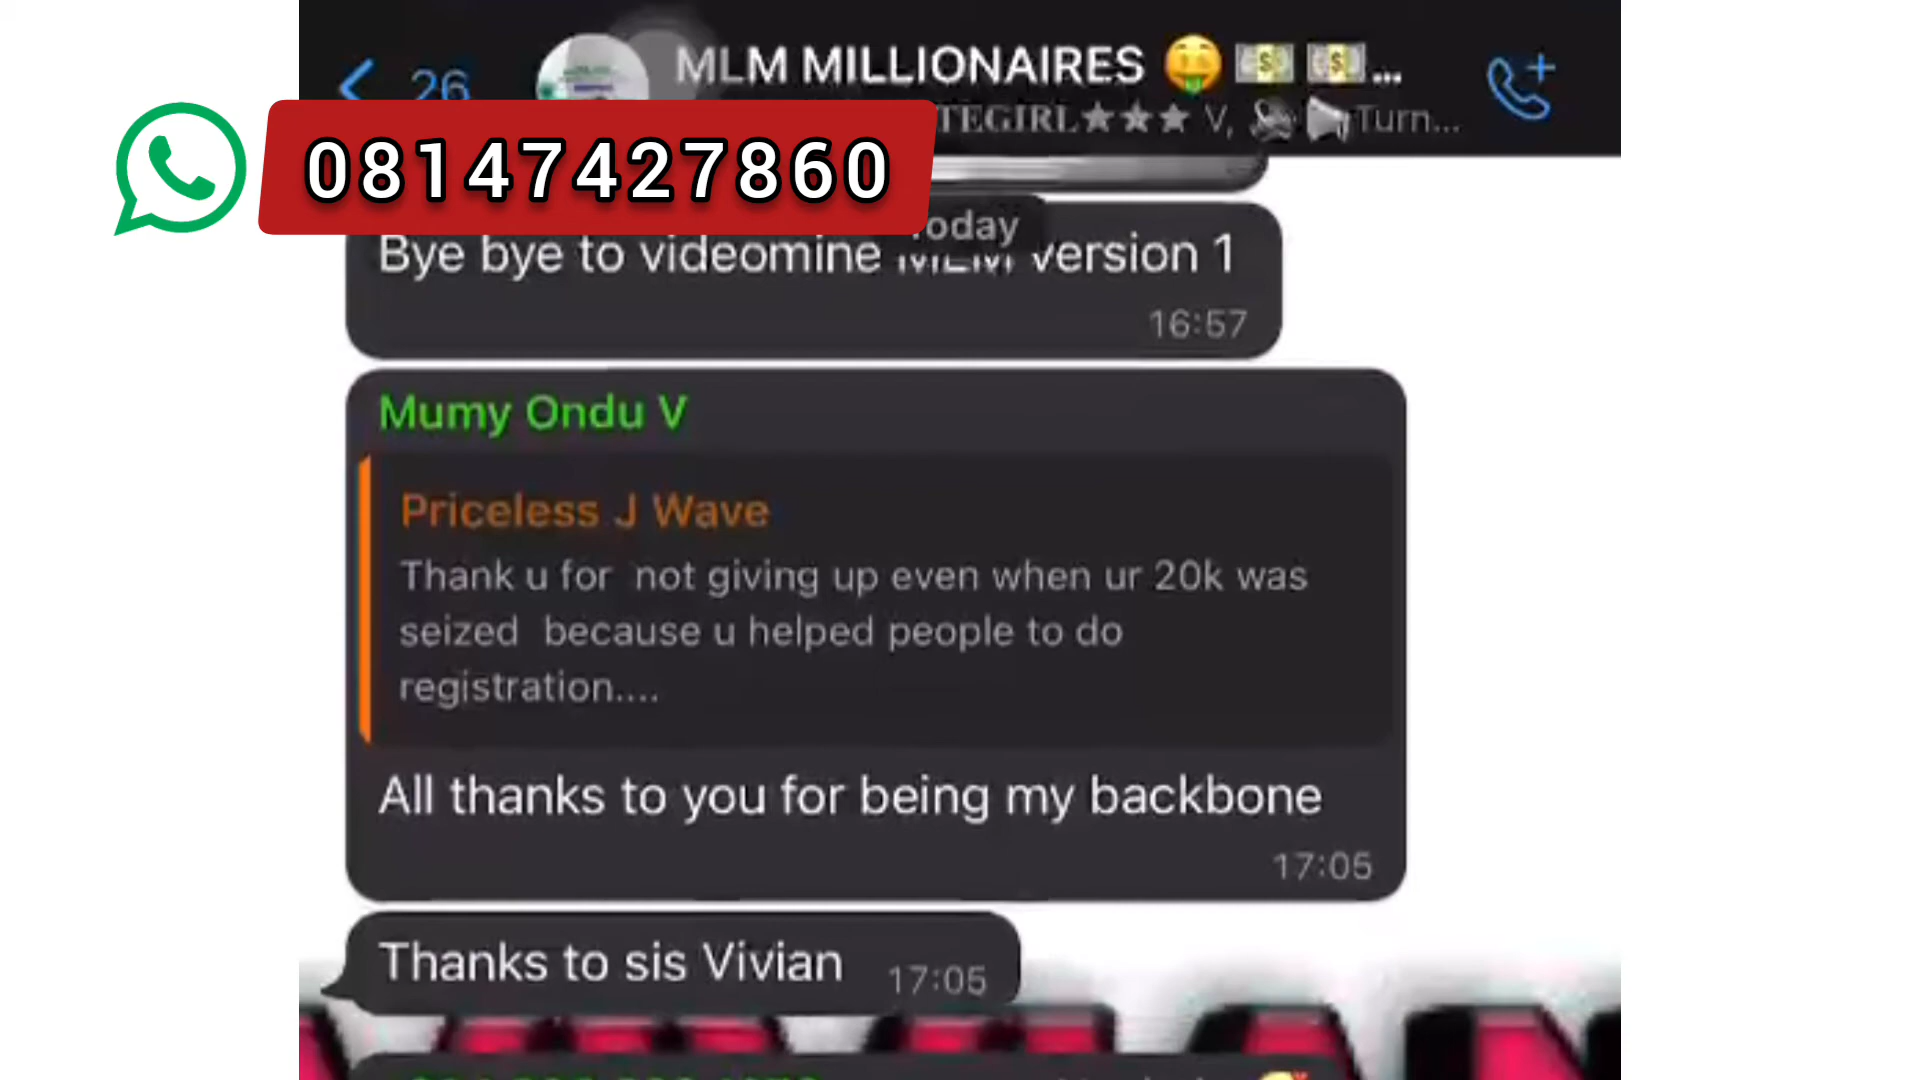 26
MLM MILLIONAIRES 🤑 💵 💵...
TEGIRL★★★ V, Turn...
08147427860
Today
Bye bye to videomine MLM version 1
16:57
Mumy Ondu V
Priceless J Wave
Thank u for not giving up even when ur 20k was
seized because u helped people to do
registration....
All thanks to you for being my backbone
17:05
Thanks to sis Vivian 17:05